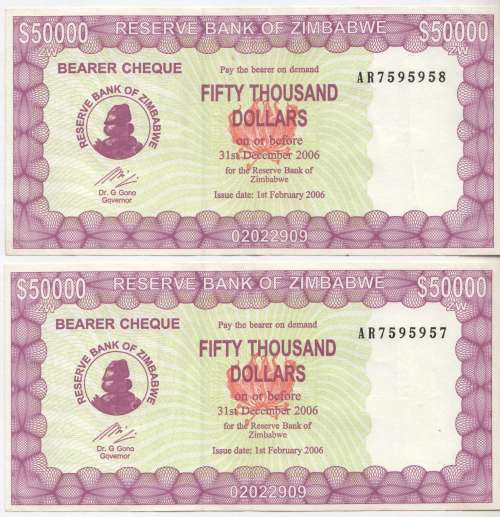 $50000 RESERVE BANK OF ZIMBABWE $50000
ZW ZW
BEARER CHEQUE
Pay the bearer on demand
AR7595958
RESERVE BANK OF ZIMBABWE
FIFTY THOUSAND
DOLLARS
on or before
31st December 2006
for the Reserve Bank of
Zimbabwe
Dr. G Gono
Governor
Issue date: 1st February 2006
02022909
$50000 RESERVE BANK OF ZIMBABWE $50000
ZW ZW
BEARER CHEQUE
Pay the bearer on demand
AR7595957
RESERVE BANK OF ZIMBABWE
FIFTY THOUSAND
DOLLARS
on or before
31st December 2006
for the Reserve Bank of
Zimbabwe
Dr. G Gono
Governor
Issue date: 1st February 2006
02022909